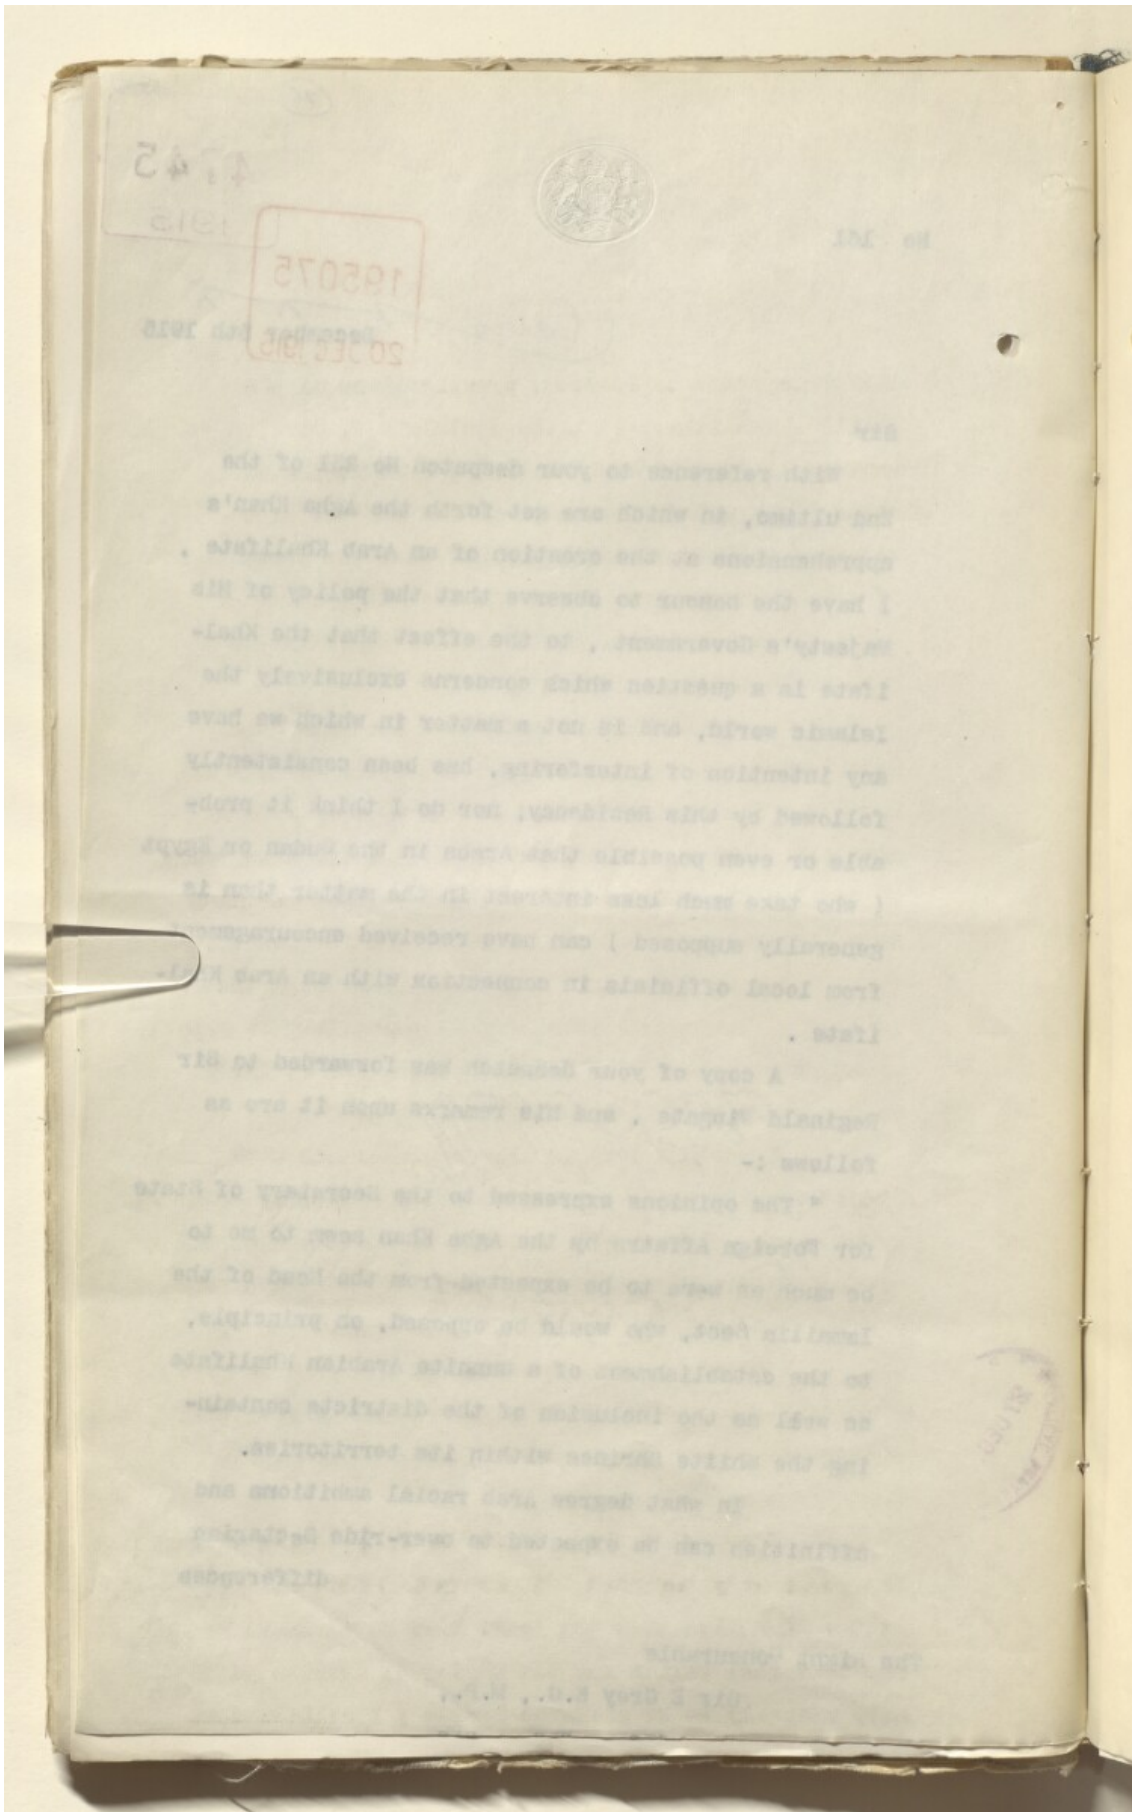 4745
1915
No 161
195075
20 DEC 1915
December 6th 1915
Sir
With reference to your despatch No of the
2nd ultimo, in which are set forth the Agha Khan's
apprehensions at the creation of an Arab Khalifate ,
I have the honour to observe that the policy of His
Majesty's Government , to the effect that the Khal-
ifate is a question which concerns exclusively the
Islamic world, and is not a matter in which we have
any intention of interfering, has been consistently
followed by this Residency; nor do I think it prob-
able or even possible that Arabs in the Sudan or Egypt
( who take much less interest in the matter than is
generally supposed ) can have received encouragement
from local officials in connection with an Arab Khal-
ifate .
A copy of your despatch was forwarded to Sir
Reginald Wingate , and his remarks upon it are as
follows :-
" The opinions expressed to the Secretary of State
for Foreign Affairs by the Agha Khan seem to me to
be such as were to be expected from the Head of the
Ismailia Sect, who would be opposed, on principle,
to the establishment of a Sunnite Arabian Khalifate
as well as the inclusion of the districts contain-
ing the Shiite Shrines within its territories.
In what degree Arab racial ambitions and
affinities can be expected to over-ride Sectarian
differences
The Right Honourable
Sir E Grey K.G., M.P.,